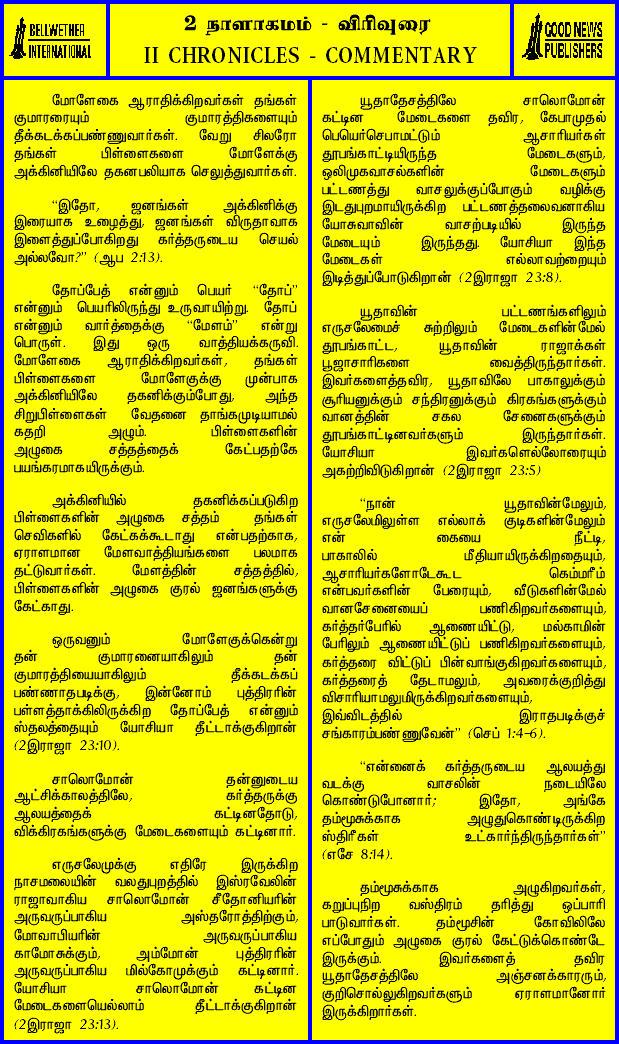 BELLWETHER
INTERNATIONAL
2 நாளாகமம் - விரிவுரை
II CHRONICLES - COMMENTARY
GOOD NEWS
PUBLISHERS
மோளேகை ஆராதிக்கிறவர்கள் தங்கள்
குமாரரையும் குமாரத்திகளையும்
தீக்கடக்கப்பண்ணுவார்கள். வேறு சிலரோ
தங்கள் பிள்ளைகளை மோளேக்கு
அக்கினியிலே தகனபலியாக செலுத்துவார்கள்.
“இதோ, ஜனங்கள் அக்கினிக்கு
இரையாக உழைத்து, ஜனங்கள் விருதாவாக
இளைத்துப்போகிறது கர்த்தருடைய செயல்
அல்லவோ?” (ஆப 2:13).
தோப்பேத் என்னும் பெயர் “தோப்”
என்னும் பெயரிலிருந்து உருவாயிற்று. தோப்
என்னும் வார்த்தைக்கு “மேளம்” என்று
பொருள். இது ஒரு வாத்தியக்கருவி.
மோளேகை ஆராதிக்கிறவர்கள், தங்கள்
பிள்ளைகளை மோளேகுக்கு முன்பாக
அக்கினியிலே தகனிக்கும்போது, அந்த
சிறுபிள்ளைகள் வேதனை தாங்கமுடியாமல்
கதறி அழும். பிள்ளைகளின்
அழுகை சத்தத்தைக் கேட்பதற்கே
பயங்கரமாகயிருக்கும்.
அக்கினியில் தகனிக்கப்படுகிற
பிள்ளைகளின் அழுகை சத்தம் தங்கள்
செவிகளில் கேட்கக்கூடாது என்பதற்காக,
ஏராளமான மேளவாத்தியங்களை பலமாக
தட்டுவார்கள். மேளத்தின் சத்தத்தில்,
பிள்ளைகளின் அழுகை குரல் ஜனங்களுக்கு
கேட்காது.
ஒருவனும் மோளேகுக்கென்று
தன் குமாரனையாகிலும் தன்
குமாரத்தியையாகிலும் தீக்கடக்கப்
பண்ணாதபடிக்கு, இன்னோம் புத்திரரின்
பள்ளத்தாக்கிலிருக்கிற தோப்பேத் என்னும்
ஸ்தலத்தையும் யோசியா தீட்டாக்குகிறான்
(2இராஜா 23:10).
சாலொமோன் தன்னுடைய
ஆட்சிக்காலத்திலே, கர்த்தருக்கு
ஆலயத்தைக் கட்டினதோடு,
விக்கிரகங்களுக்கு மேடைகளையும் கட்டினார்.
எருசலேமுக்கு எதிரே இருக்கிற
நாசமலையின் வலதுபுறத்தில் இஸ்ரவேலின்
ராஜாவாகிய சாலொமோன் சீதோனியரின்
அருவருப்பாகிய அஸ்தரோத்திற்கும்,
மோவாபியரின் அருவருப்பாகிய
காமோசுக்கும், அம்மோன் புத்திரரின்
அருவருப்பாகிய மில்கோமுக்கும் கட்டினார்.
யோசியா சாலொமோன் கட்டின
மேடைகளையெல்லாம் தீட்டாக்குகிறான்
(2இராஜா 23:13).
யூதாதேசத்திலே சாலொமோன்
கட்டின மேடைகளை தவிர, கேபாமுதல்
பெயெர்செபாமட்டும் ஆசாரியர்கள்
தூபங்காட்டியிருந்த மேடைகளும்,
ஒலிமுகவாசல்களின் மேடைகளும்
பட்டணத்து வாசலுக்குப்போகும் வழிக்கு
இடதுபுறமாயிருக்கிற பட்டணத்தலைவனாகிய
யோசுவாவின் வாசற்படியில் இருந்த
மேடையும் இருந்தது. யோசியா இந்த
மேடைகள் எல்லாவற்றையும்
இடித்துப்போடுகிறான் (2இராஜா 23:8).
யூதாவின் பட்டணங்களிலும்
எருசலேமைச் சுற்றிலும் மேடைகளின்மேல்
தூபங்காட்ட, யூதாவின் ராஜாக்கள்
பூஜாசாரிகளை வைத்திருந்தார்கள்.
இவர்களைத்தவிர, யூதாவிலே பாகாலுக்கும்
சூரியனுக்கும் சந்திரனுக்கும் கிரகங்களுக்கும்
வானத்தின் சகல சேனைகளுக்கும்
தூபங்காட்டினவர்களும் இருந்தார்கள்.
யோசியா இவர்களெல்லோரையும்
அகற்றிவிடுகிறான் (2இராஜா 23:5)
“நான் யூதாவின்மேலும்,
எருசலேமிலுள்ள எல்லாக் குடிகளின்மேலும்
என் கையை நீட்டி,
பாகாலில் மீதியாயிருக்கிறதையும்,
ஆசாரியர்களோடேகூட கெம்மரீம்
என்பவர்களின் பேரையும், வீடுகளின்மேல்
வானசேனையைப் பணிகிறவர்களையும்,
கர்த்தர்பேரில் ஆணையிட்டு, மல்காமின்
பேரிலும் ஆணையிட்டுப் பணிகிறவர்களையும்,
கர்த்தரை விட்டுப் பின்வாங்குகிறவர்களையும்,
கர்த்தரைத் தேடாமலும், அவரைக்குறித்து
விசாரியாமலுமிருக்கிறவர்களையும்,
இவ்விடத்தில் இராதபடிக்குச்
சங்காரம்பண்ணுவேன்” (செப் 1:4-6).
“என்னைக் கர்த்தருடைய ஆலயத்து
வடக்கு வாசலின் நடையிலே
கொண்டுபோனார்; இதோ, அங்கே
தம்மூசுக்காக அழுதுகொண்டிருக்கிற
ஸ்திரீகள் உட்கார்ந்திருந்தார்கள்”
(எசே 8:14).
தம்மூசுக்காக அழுகிறவர்கள்,
கறுப்புநிற வஸ்திரம் தரித்து ஒப்பாரி
பாடுவார்கள். தம்மூசின் கோவிலிலே
எப்போதும் அழுகை குரல் கேட்டுக்கொண்டே
இருக்கும். இவர்களைத் தவிர
யூதாதேசத்திலே அஞ்சனக்காரரும்,
குறிசொல்லுகிறவர்களும் ஏராளமானோர்
இருக்கிறார்கள்.